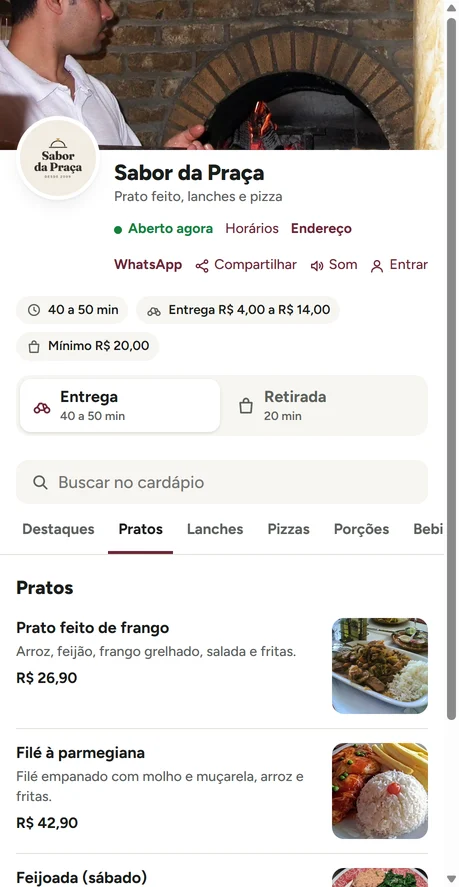 Sabor
da Praça
DESDE 1998
Sabor da Praça
Prato feito, lanches e pizza
Aberto agora Horários Endereço
WhatsApp Compartilhar Som Entrar
40 a 50 min Entrega R$ 4,00 a R$ 14,00
Mínimo R$ 20,00
Entrega
40 a 50 min
Retirada
20 min
Buscar no cardápio
Destaques Pratos Lanches Pizzas Porções Bebi
Pratos
Prato feito de frango
Arroz, feijão, frango grelhado, salada e fritas.
R$ 26,90
Filé à parmegiana
Filé empanado com molho e muçarela, arroz e
fritas.
R$ 42,90
Feijoada (sábado)